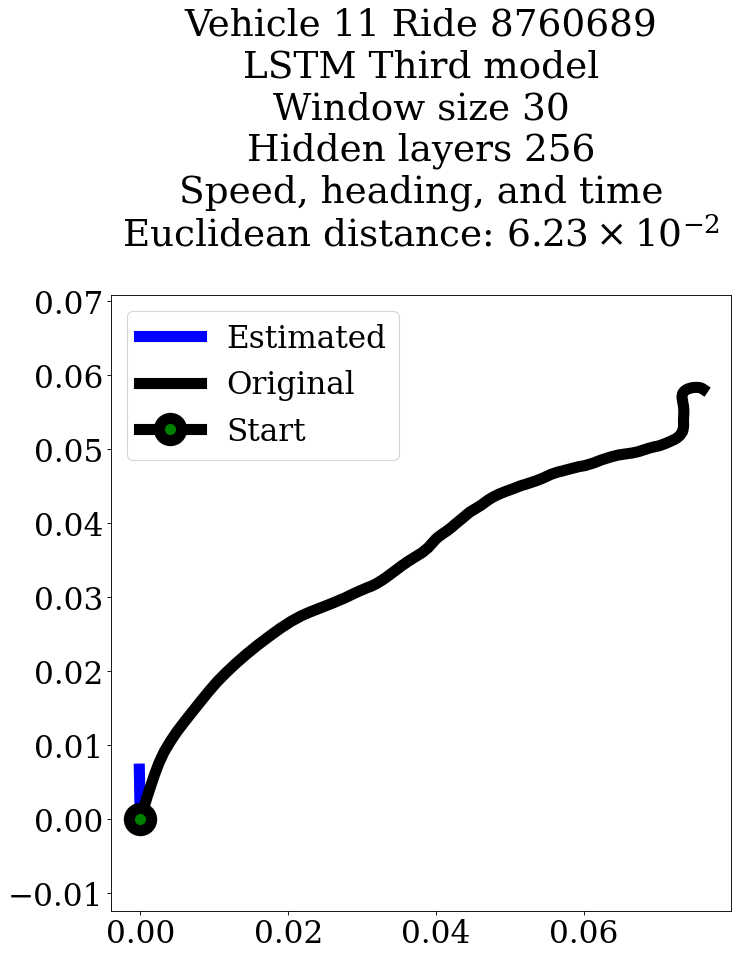 Vehicle 11 Ride 8760689
LSTM Third model
Window size 30
Hidden layers 256
Speed, heading, and time
Euclidean distance: 6.23 × 10⁻²
0.07
0.06
0.05
0.04
0.03
0.02
0.01
0.00
−0.01
Estimated
Original
Start
0.00 0.02 0.04 0.06